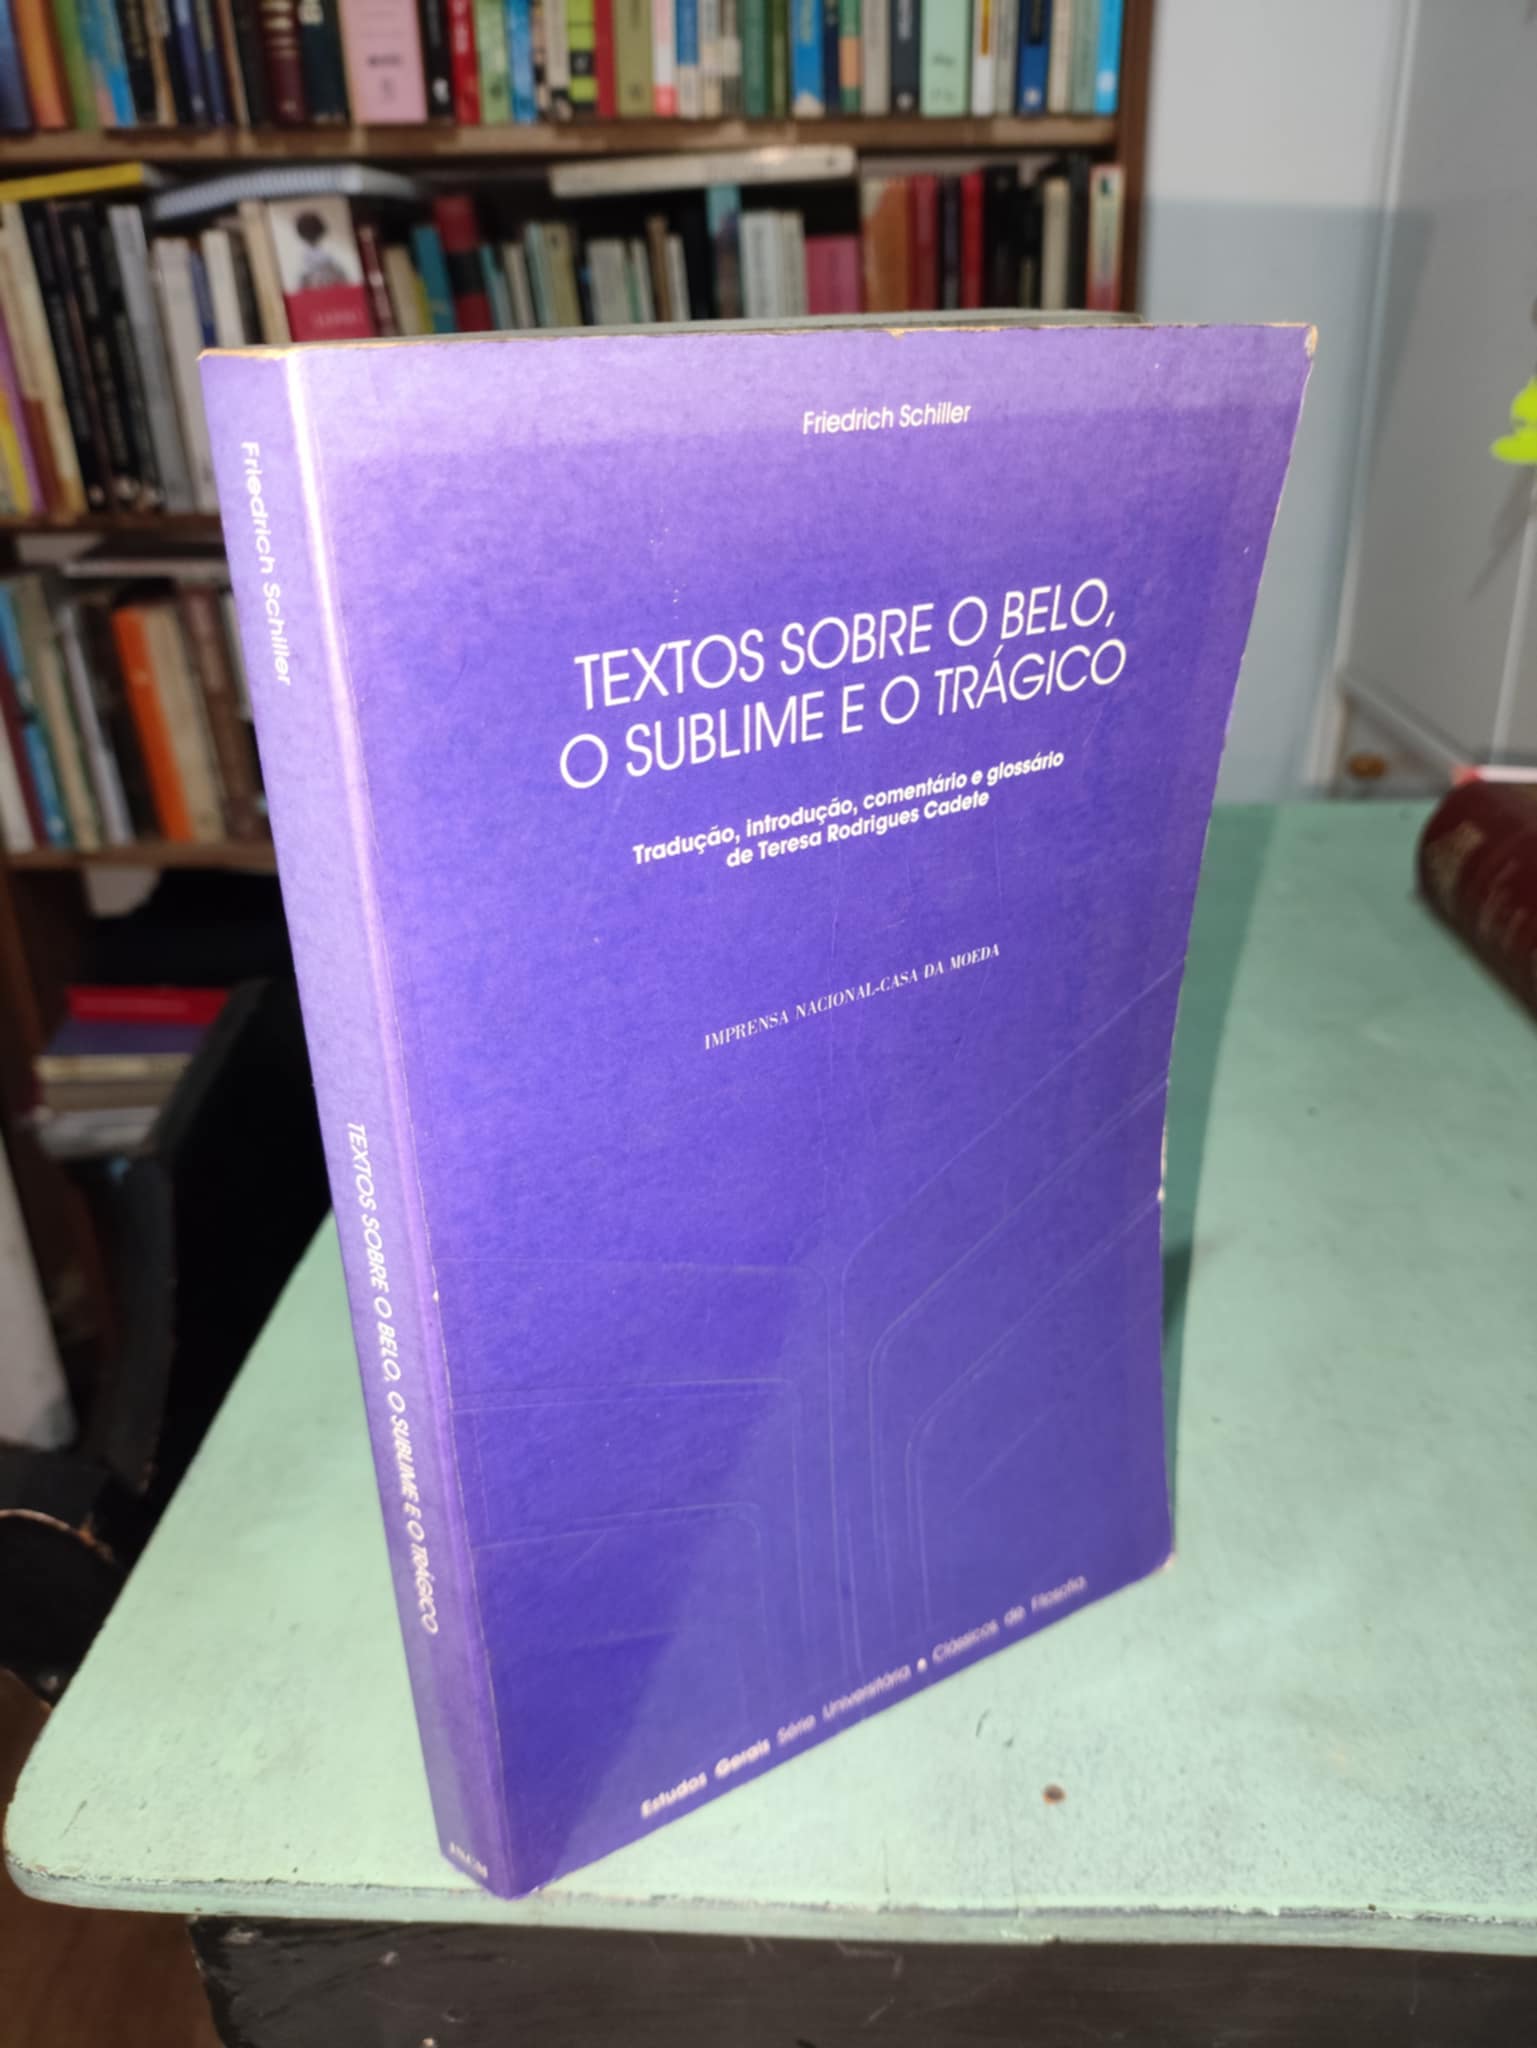 Friedrich Schiller
TEXTOS SOBRE O BELO,
O SUBLIME E O TRÁGICO
Tradução, introdução, comentário e glossário
de Teresa Rodrigues Cadete
IMPRENSA NACIONAL-CASA DA MOEDA
Estudos Gerais Série Universitária • Clássicos de Filosofia
Friedrich Schiller
TEXTOS SOBRE O BELO, O SUBLIME E O TRÁGICO
INCM